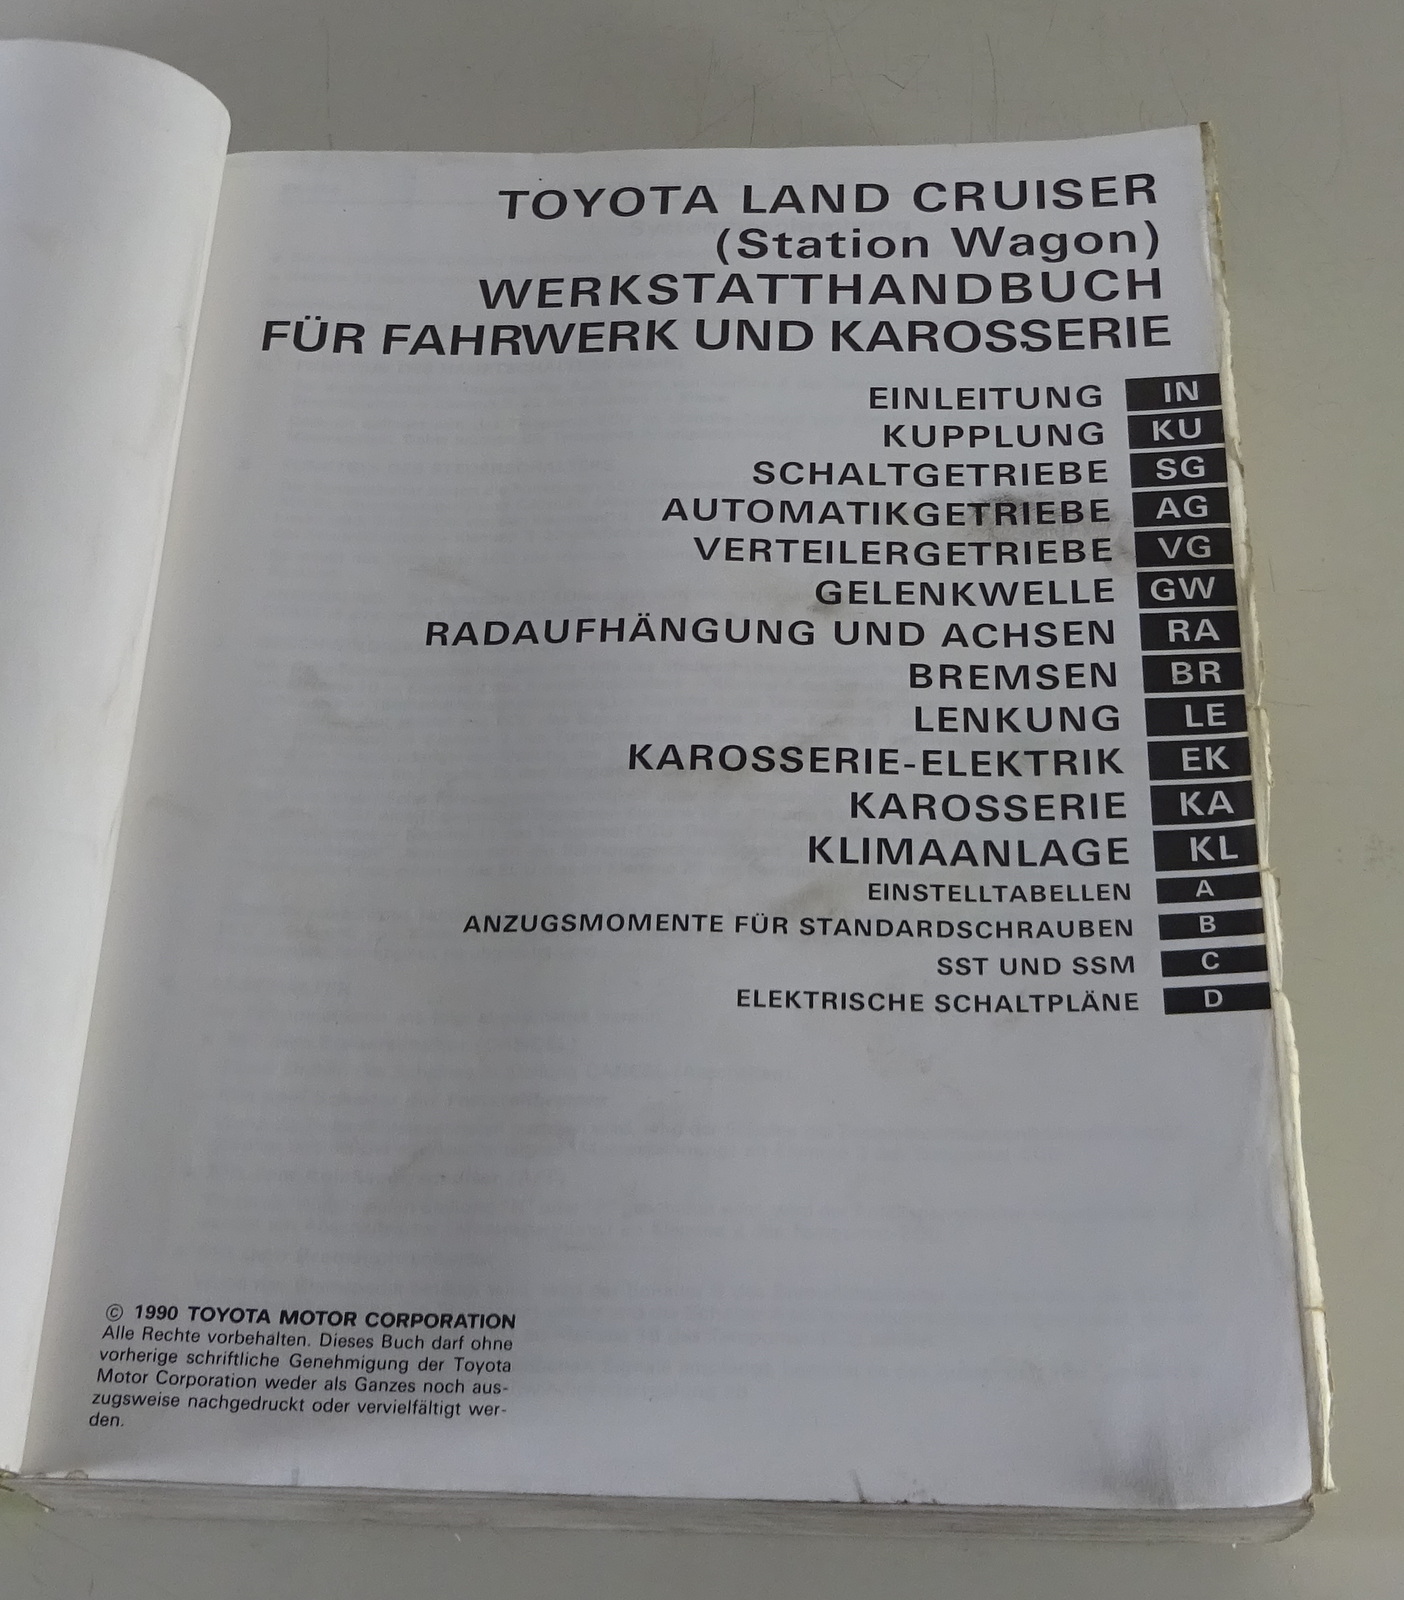 TOYOTA LAND CRUISER
(Station Wagon)
WERKSTATTHANDBUCH
FÜR FAHRWERK UND KAROSSERIE
EINLEITUNG IN
KUPPLUNG KU
SCHALTGETRIEBE SG
AUTOMATIKGETRIEBE AG
VERTEILERGETRIEBE VG
GELENKWELLE GW
RADAUFHÄNGUNG UND ACHSEN RA
BREMSEN BR
LENKUNG LE
KAROSSERIE-ELEKTRIK EK
KAROSSERIE KA
KLIMAANLAGE KL
EINSTELLTABELLEN A
ANZUGSMOMENTE FÜR STANDARDSCHRAUBEN B
SST UND SSM C
ELEKTRISCHE SCHALTPLÄNE D
© 1990 TOYOTA MOTOR CORPORATION
Alle Rechte vorbehalten. Dieses Buch darf ohne
vorherige schriftliche Genehmigung der Toyota
Motor Corporation weder als Ganzes noch aus-
zugsweise nachgedruckt oder vervielfältigt wer-
den.